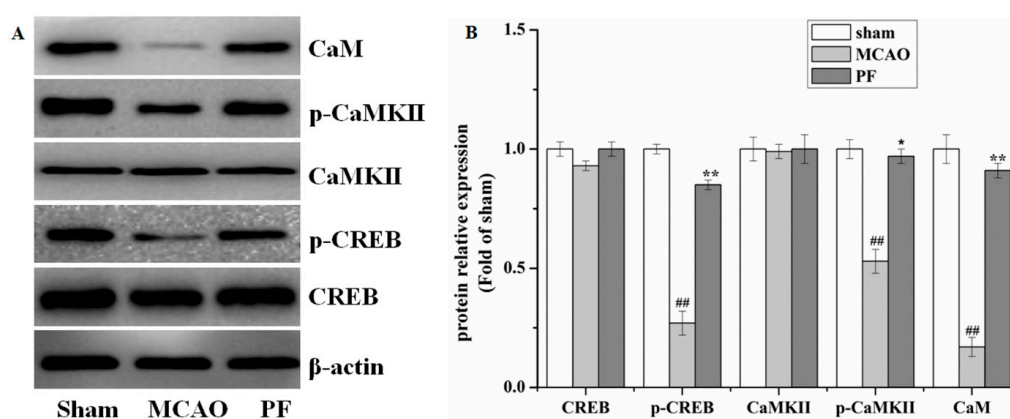 A
CaM
p-CaMKII
CaMKII
p-CREB
CREB
β-actin
Sham MCAO PF
B
1.5
1.0
0.5
0.0
protein relative expression
(Fold of sham)
sham
MCAO
PF
##
**
##
*
##
**
CREB p-CREB CaMKII p-CaMKII CaM